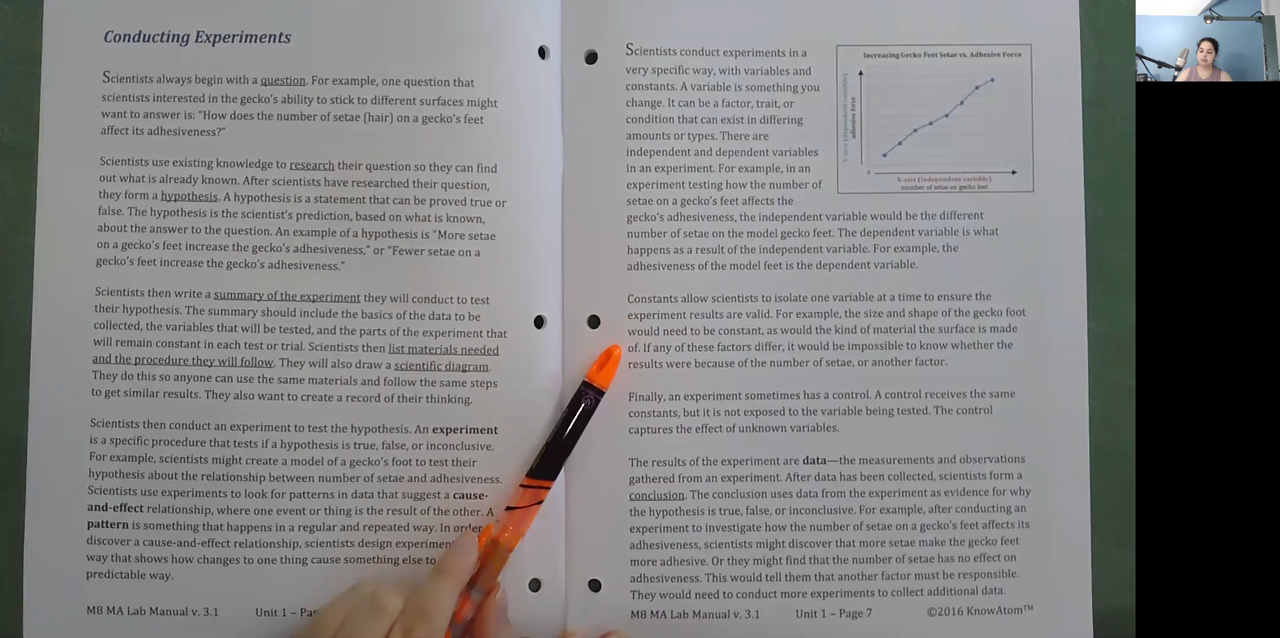 Conducting Experiments
Scientists always begin with a question. For example, one question that
scientists interested in the gecko's ability to stick to different surfaces might
want to answer is: "How does the number of setae (hair) on a gecko's feet
affect its adhesiveness?"
Scientists use existing knowledge to research their question so they can find
out what is already known. After scientists have researched their question,
they form a hypothesis. A hypothesis is a statement that can be proved true or
false. The hypothesis is the scientist's prediction, based on what is known,
about the answer to the question. An example of a hypothesis is "More setae
on a gecko's feet increase the gecko's adhesiveness," or "Fewer setae on a
gecko's feet increase the gecko's adhesiveness."
Scientists then write a summary of the experiment they will conduct to test
their hypothesis. The summary should include the basics of the data to be
collected, the variables that will be tested, and the parts of the experiment that
will remain constant in each test or trial. Scientists then list materials needed
and the procedure they will follow. They will also draw a scientific diagram.
They do this so anyone can use the same materials and follow the same steps
to get similar results. They also want to create a record of their thinking.
Scientists then conduct an experiment to test the hypothesis. An experiment
is a specific procedure that tests if a hypothesis is true, false, or inconclusive.
For example, scientists might create a model of a gecko's foot to test their
hypothesis about the relationship between number of setae and adhesiveness.
Scientists use experiments to look for patterns in data that suggest a cause-
and-effect relationship, where one event or thing is the result of the other. A
pattern is something that happens in a regular and repeated way. In order
discover a cause-and-effect relationship, scientists design
way that shows how changes to one thing cause something else to
predictable way.
M8 MA Lab Manual v. 3.1 Unit 1 –
Scientists conduct experiments in a
very specific way, with variables and
constants. A variable is something you
change. It can be a factor, trait, or
condition that can exist in differing
amounts or types. There are
independent and dependent variables
in an experiment. For example, in an
experiment testing how the number of
setae on a gecko's feet affects the
gecko's adhesiveness, the independent variable would be the different
number of setae on the model gecko feet. The dependent variable is what
happens as a result of the independent variable. For example, the
adhesiveness of the model feet is the dependent variable.
Increasing Gecko Feet Setae vs. Adhesive Force
Y-axis (dependent variable)
adhesive force
0
X-axis (independent variable)
number of setae on gecko feet
Constants allow scientists to isolate one variable at a time to ensure the
experiment results are valid. For example, the size and shape of the gecko foot
would need to be constant, as would the kind of material the surface is made
of. If any of these factors differ, it would be impossible to know whether the
results were because of the number of setae, or another factor.
Finally, an experiment sometimes has a control. A control receives the same
constants, but it is not exposed to the variable being tested. The control
captures the effect of unknown variables.
The results of the experiment are data—the measurements and observations
gathered from an experiment. After data has been collected, scientists form a
conclusion. The conclusion uses data from the experiment as evidence for why
the hypothesis is true, false, or inconclusive. For example, after conducting an
experiment to investigate how the number of setae on a gecko's feet affects its
adhesiveness, scientists might discover that more setae make the gecko feet
more adhesive. Or they might find that the number of setae has no effect on
adhesiveness. This would tell them that another factor must be responsible.
They would need to conduct more experiments to collect additional data.
M8 MA Lab Manual v. 3.1 Unit 1 – Page 7 ©2016 KnowAtom™